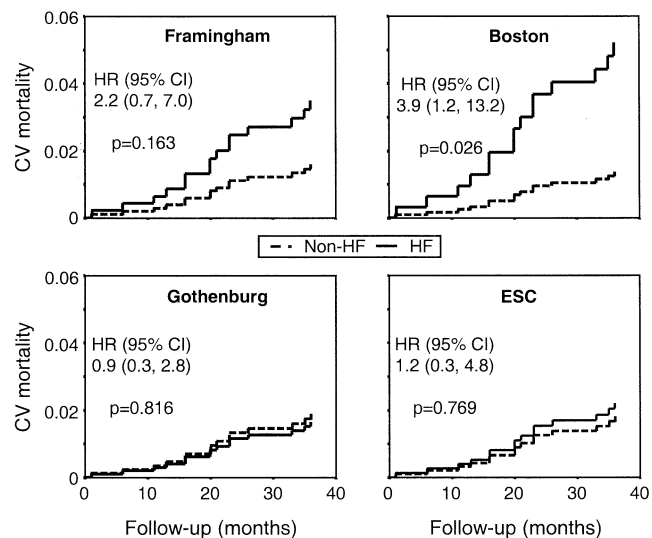 Framingham
HR (95% CI)
2.2 (0.7, 7.0)
p=0.163
0.06
0.04
0.02
0
CV mortality
Boston
HR (95% CI)
3.9 (1.2, 13.2)
p=0.026
Non-HF HF
Gothenburg
HR (95% CI)
0.9 (0.3, 2.8)
p=0.816
0.06
0.04
0.02
0
CV mortality
0 10 20 30 40
Follow-up (months)
ESC
HR (95% CI)
1.2 (0.3, 4.8)
p=0.769
0 10 20 30 40
Follow-up (months)